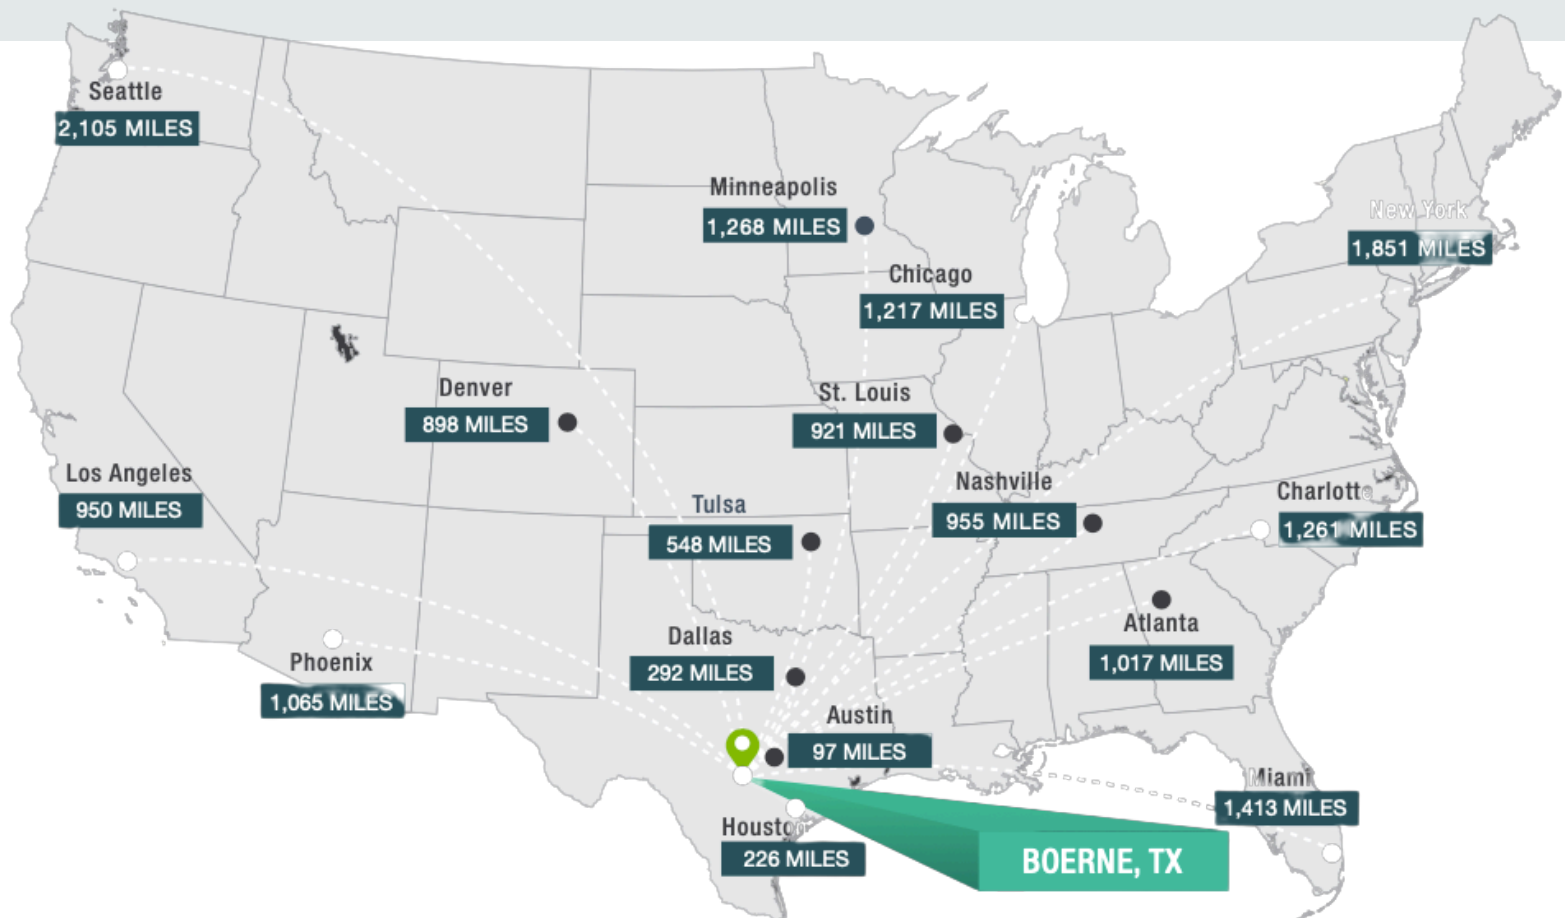 Seattle
2,105 MILES
Minneapolis
1,268 MILES
New York
1,851 MILES
Chicago
1,217 MILES
Denver
898 MILES
St. Louis
921 MILES
Los Angeles
950 MILES
Tulsa
548 MILES
Nashville
955 MILES
Charlotte
1,261 MILES
Phoenix
1,065 MILES
Dallas
292 MILES
Atlanta
1,017 MILES
Austin
97 MILES
Miami
1,413 MILES
Houston
226 MILES
BOERNE, TX